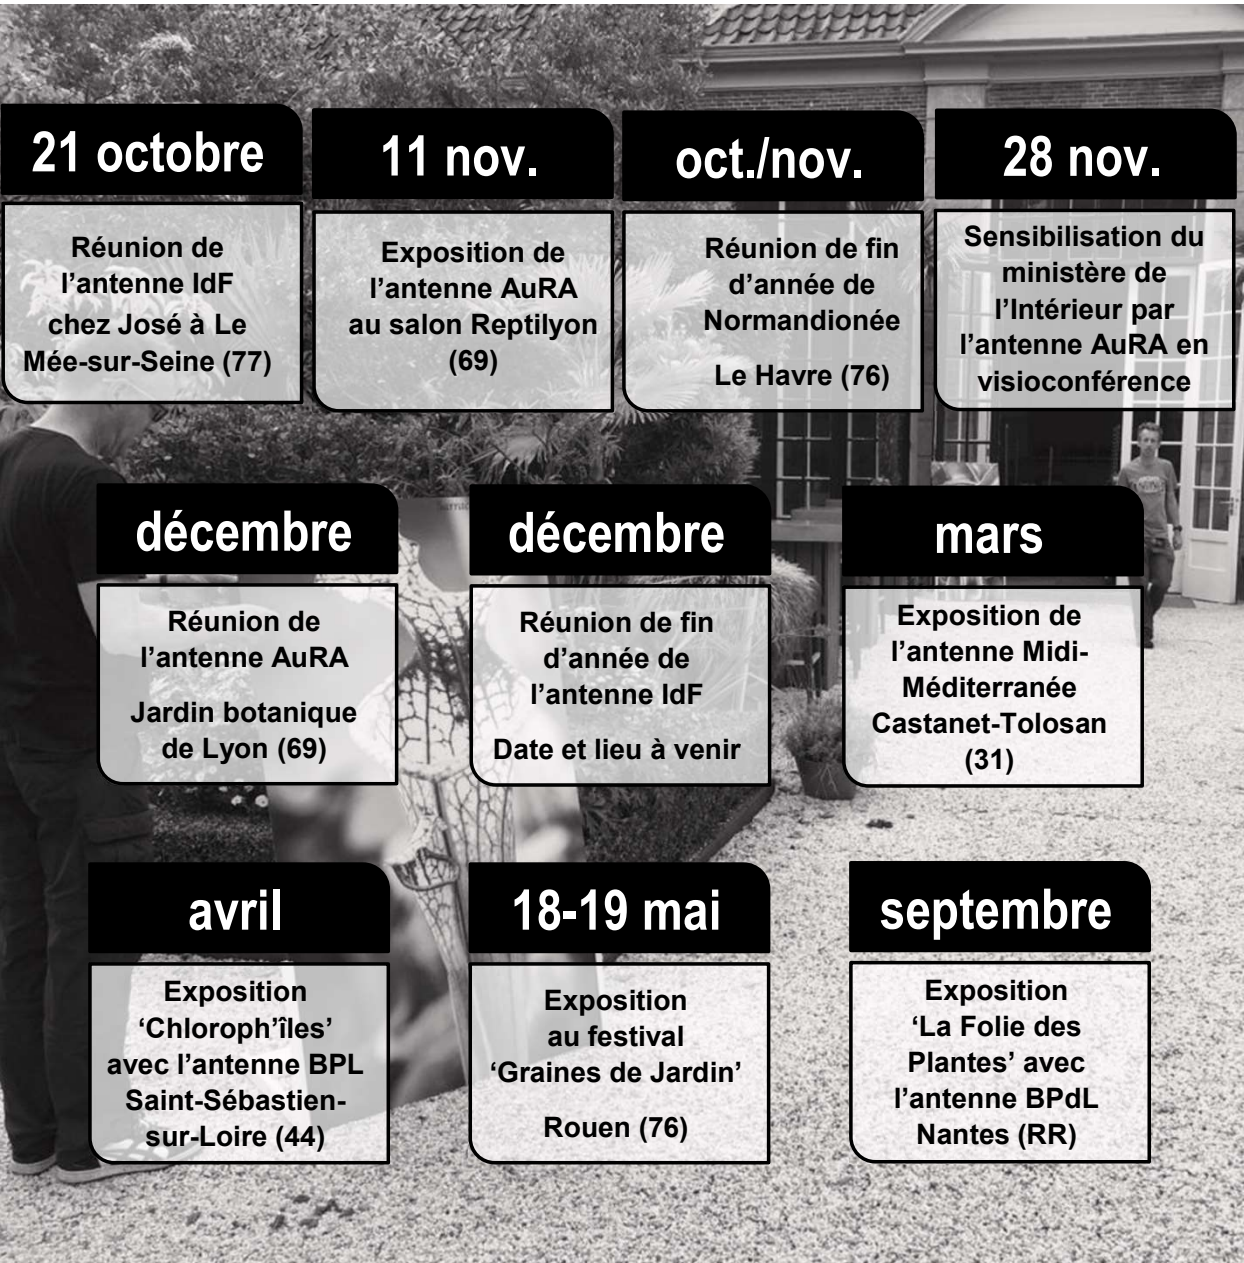 21 octobre
Réunion de
l’antenne IdF
chez José à Le
Mée-sur-Seine (77)
11 nov.
Exposition de
l’antenne AuRA
au salon Reptilyon
(69)
oct./nov.
Réunion de fin
d’année de
Normandionée
Le Havre (76)
28 nov.
Sensibilisation du
ministère de
l’Intérieur par
l’antenne AuRA en
visioconférence
décembre
Réunion de
l’antenne AuRA
Jardin botanique
de Lyon (69)
décembre
Réunion de fin
d’année de
l’antenne IdF
Date et lieu à venir
mars
Exposition de
l’antenne Midi-
Méditerranée
Castanet-Tolosan
(31)
avril
Exposition
‘Chloroph’îles’
avec l’antenne BPL
Saint-Sébastien-
sur-Loire (44)
18-19 mai
Exposition
au festival
‘Graines de Jardin’
Rouen (76)
septembre
Exposition
‘La Folie des
Plantes’ avec
l’antenne BPdL
Nantes (RR)